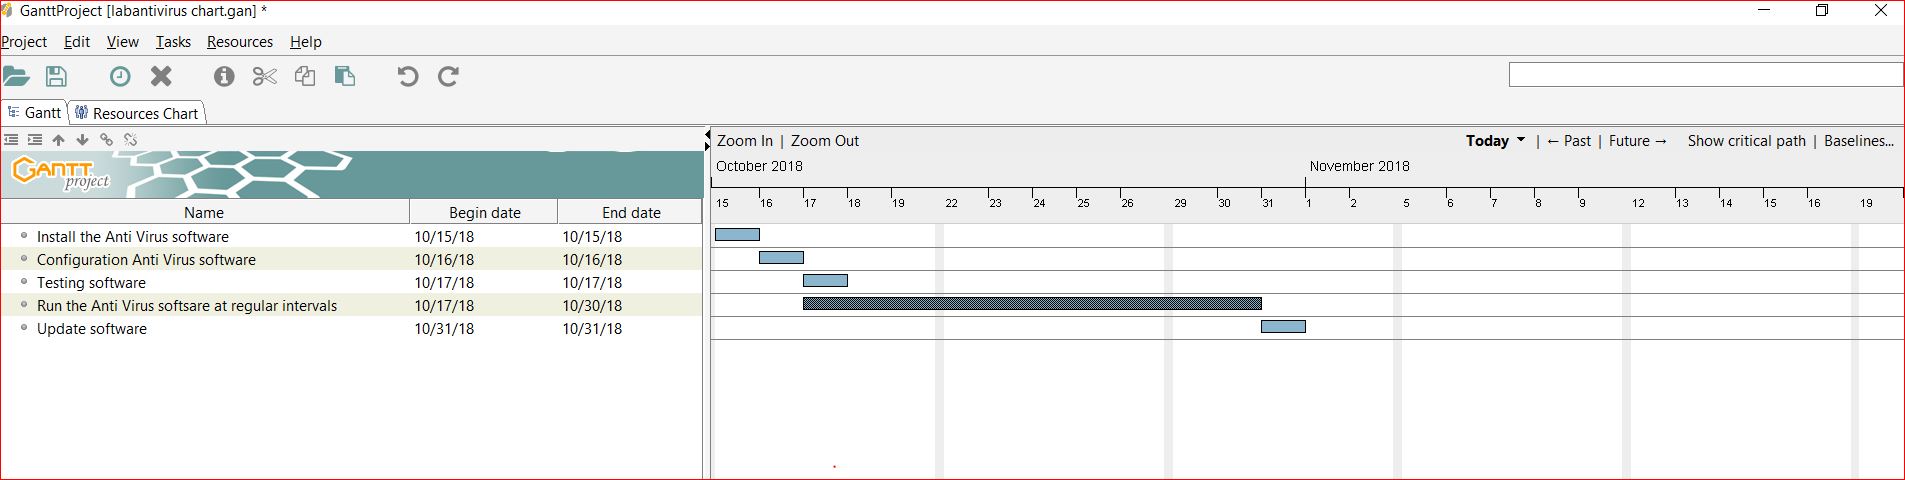 GanttProject [labantivirus chart.gan] *
Project Edit View Tasks Resources Help
Gantt Resources Chart
Zoom In | Zoom Out Today | ← Past | Future → Show critical path | Baselines...
GANTT project
October 2018 November 2018
15 16 17 18 19 22 23 24 25 26 29 30 31 1 2 5 6 7 8 9 12 13 14 15 16 19
Name Begin date End date
Install the Anti Virus software 10/15/18 10/15/18
Configuration Anti Virus software 10/16/18 10/16/18
Testing software 10/17/18 10/17/18
Run the Anti Virus softsare at regular intervals 10/17/18 10/30/18
Update software 10/31/18 10/31/18